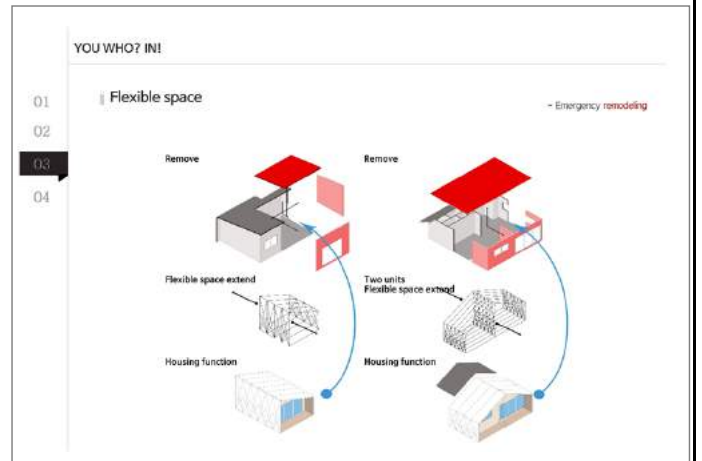 YOU WHO? IN!
01
02
03
04
Flexible space
- Emergency remodeling
Remove
Remove
Flexible space extend
Two units
Flexible space extend
Housing function
Housing function